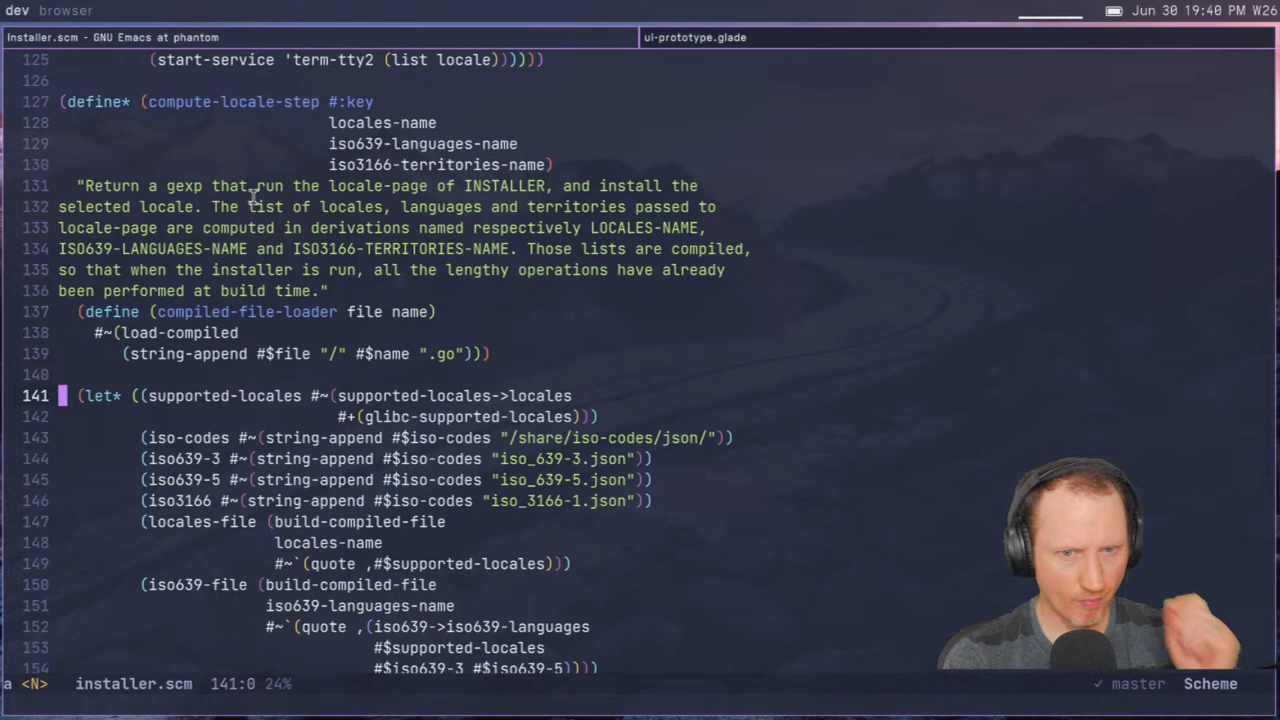 dev browser
Jun 30 19:40 PM W26
installer.scm - GNU Emacs at phantom
ui-prototype.glade
125 (start-service 'term-tty2 (list locale))))))
126
127 (define* (compute-locale-step #:key
128 locales-name
129 iso639-languages-name
130 iso3166-territories-name)
131 "Return a gexp that run the locale-page of INSTALLER, and install the
132 selected locale. The list of locales, languages and territories passed to
133 locale-page are computed in derivations named respectively LOCALES-NAME,
134 ISO639-LANGUAGES-NAME and ISO3166-TERRITORIES-NAME. Those lists are compiled,
135 so that when the installer is run, all the lengthy operations have already
136 been performed at build time."
137 (define (compiled-file-loader file name)
138 #~(load-compiled
139 (string-append #$file "/" #$name ".go")))
140
141 (let* ((supported-locales #~(supported-locales->locales
142 #+(glibc-supported-locales)))
143 (iso-codes #~(string-append #$iso-codes "/share/iso-codes/json/"))
144 (iso639-3 #~(string-append #$iso-codes "iso_639-3.json"))
145 (iso639-5 #~(string-append #$iso-codes "iso_639-5.json"))
146 (iso3166 #~(string-append #$iso-codes "iso_3166-1.json"))
147 (locales-file (build-compiled-file
148 locales-name
149 #~`(quote ,#$supported-locales)))
150 (iso639-file (build-compiled-file
151 iso639-languages-name
152 #~`(quote ,(iso639->iso639-languages
153 #$supported-locales
154 #$iso639-3 #$iso639-5))))
a <N> installer.scm 141:0 24% ✓ master Scheme